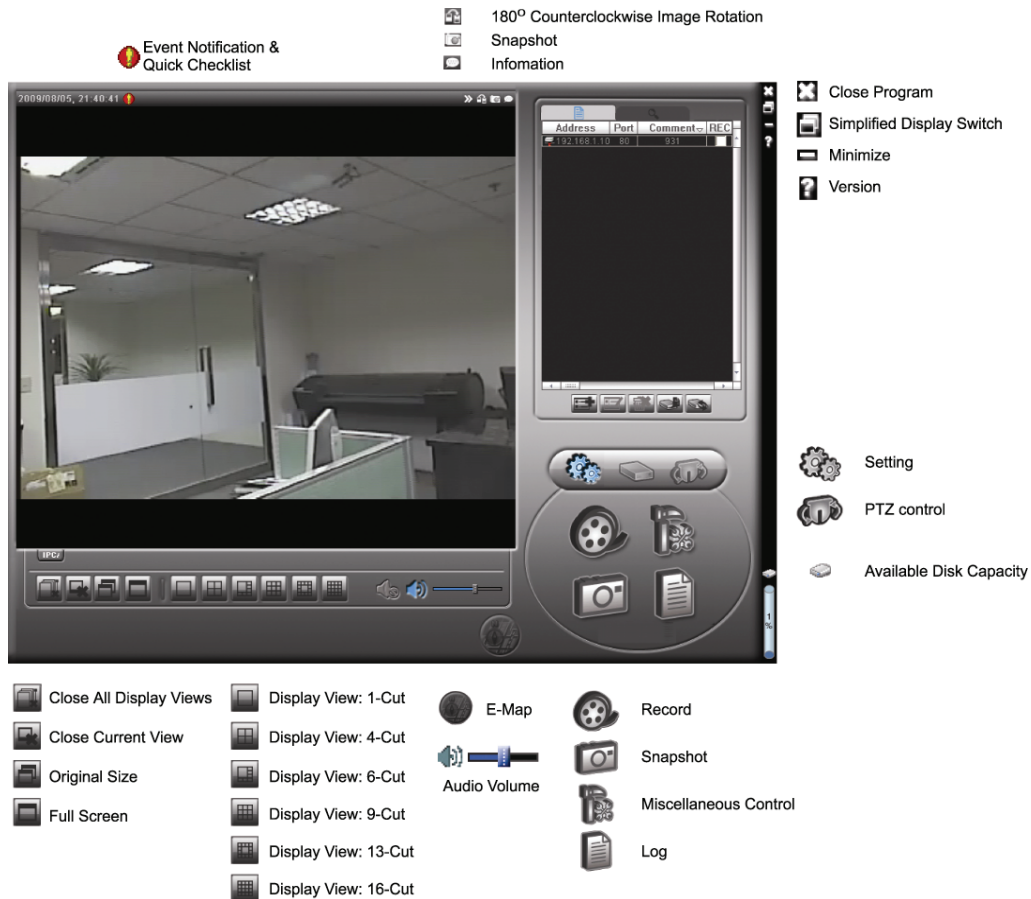 180O Counterclockwise Image Rotation
Snapshot
Infomation
Event Notification &
Quick Checklist
2009/08/05, 21:40:41
Address Port Comment REC
192.168.1.10 80 931
Close Program
Simplified Display Switch
Minimize
? Version
Setting
PTZ control
Available Disk Capacity
1
%
Close All Display Views
Close Current View
Original Size
Full Screen
Display View: 1-Cut
Display View: 4-Cut
Display View: 6-Cut
Display View: 9-Cut
Display View: 13-Cut
Display View: 16-Cut
E-Map
Audio Volume
Record
Snapshot
Miscellaneous Control
Log